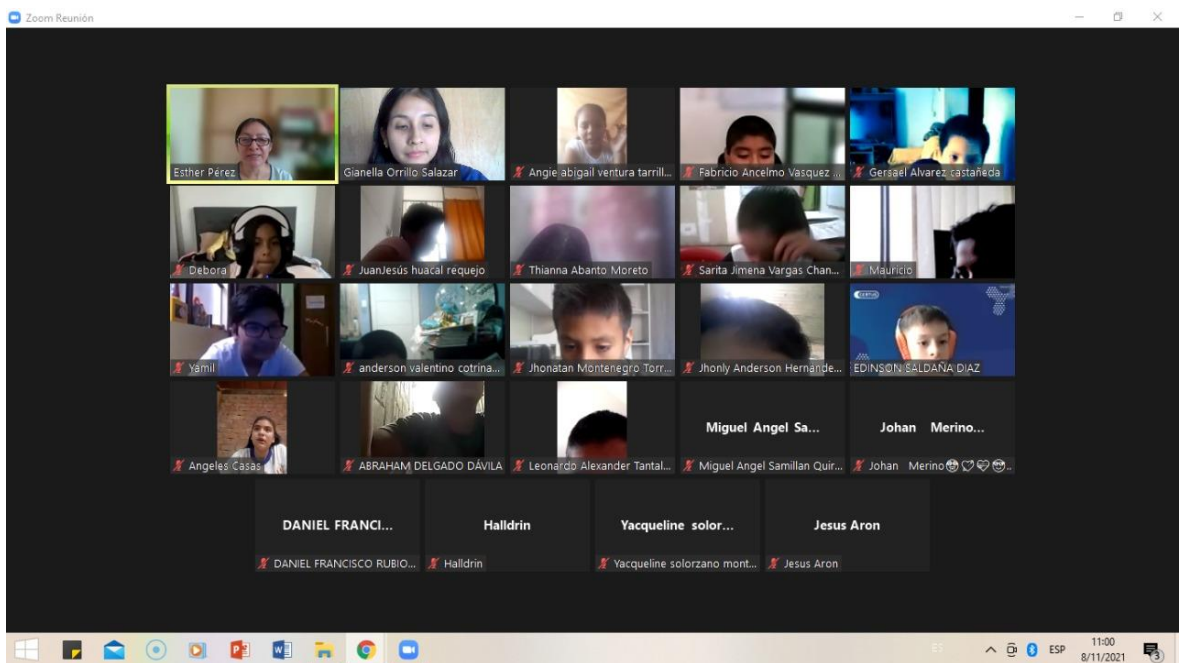 Zoom Reunión
Esther Pérez
Gianella Orrillo Salazar
Angie abigail ventura tarrill...
Fabricio Ancelmo Vasquez ...
Gersael Alvarez castañeda
Debora
JuanJesús huacal requejo
Thianna Abanto Moreto
Sarita Jimena Vargas Chan...
Mauricio
Yamil
anderson valentino cotrina...
Jhonatan Montenegro Torr...
Jhonly Anderson Hernande...
EDINSON SALDAÑA DIAZ
Angeles Casas
ABRAHAM DELGADO DÁVILA
Leonardo Alexander Tantal...
Miguel Angel Sa...
Miguel Angel Samillan Quir...
Johan Merino...
Johan Merino😎♡💝😎...
DANIEL FRANCI...
DANIEL FRANCISCO RUBIO...
Halldrin
Halldrin
Yacqueline solor...
Yacqueline solorzano mont...
Jesus Aron
Jesus Aron
ES
ESP
11:00
8/11/2021
3